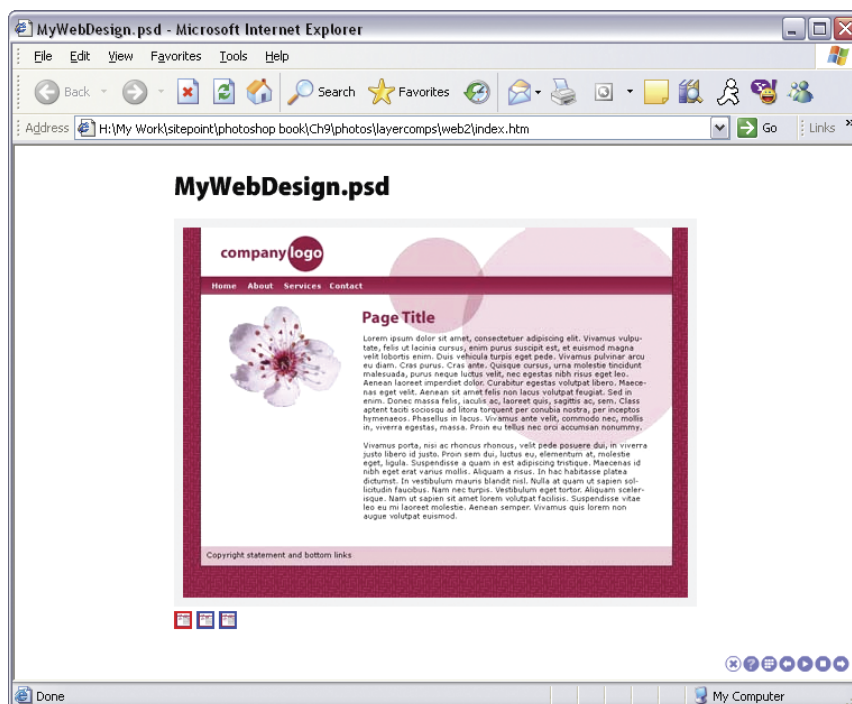 MyWebDesign.psd - Microsoft Internet Explorer
File Edit View Favorites Tools Help
Back Search Favorites
Address H:\My Work\sitepoint\photoshop book\Ch9\photos\layercomps\web2\index.htm Go Links »
MyWebDesign.psd
company logo
Home About Services Contact
Page Title
Lorem ipsum dolor sit amet, consectetuer adipiscing elit. Vivamus vulpu-
tate, felis ut lacinia cursus, enim purus suscipit est, et euismod magna
velit lobortis enim. Duis vehicula turpis eget pede. Vivamus pulvinar arcu
eu diam. Cras purus. Cras ante. Quisque cursus, urna molestie tincidunt
malesuada, purus neque luctus velit, nec egestas nibh risus eget leo.
Aenean laoreet imperdiet dolor. Curabitur egestas volutpat libero. Maece-
nas eget velit. Aenean sit amet felis non lacus volutpat feugiat. Sed in
enim. Donec massa felis, iaculis ac, laoreet quis, sagittis ac, sem. Class
aptent taciti sociosqu ad litora torquent per conubia nostra, per inceptos
hymenaeos. Phasellus in lacus. Vivamus ante velit, commodo nec, mollis
in, viverra egestas, massa. Proin eu tellus nec orci accumsan nonummy.
Vivamus porta, nisi ac rhoncus rhoncus, velit pede posuere dui, in viverra
justo libero id justo. Proin sem dui, luctus eu, elementum at, molestie
eget, ligula. Suspendisse a quam in est adipiscing tristique. Maecenas id
nibh eget erat varius mollis. Aliquam a risus. In hac habitasse platea
dictumst. In vestibulum mauris blandit nisl. Nulla at quam ut sapien sol-
licitudin faucibus. Nam nec turpis. Vestibulum eget tortor. Aliquam sceler-
isque. Nam ut sapien sit amet lorem volutpat facilisis. Suspendisse vitae
leo eu mi laoreet molestie. Aenean semper. Vivamus quis lorem non
augue volutpat euismod.
Copyright statement and bottom links
Done My Computer